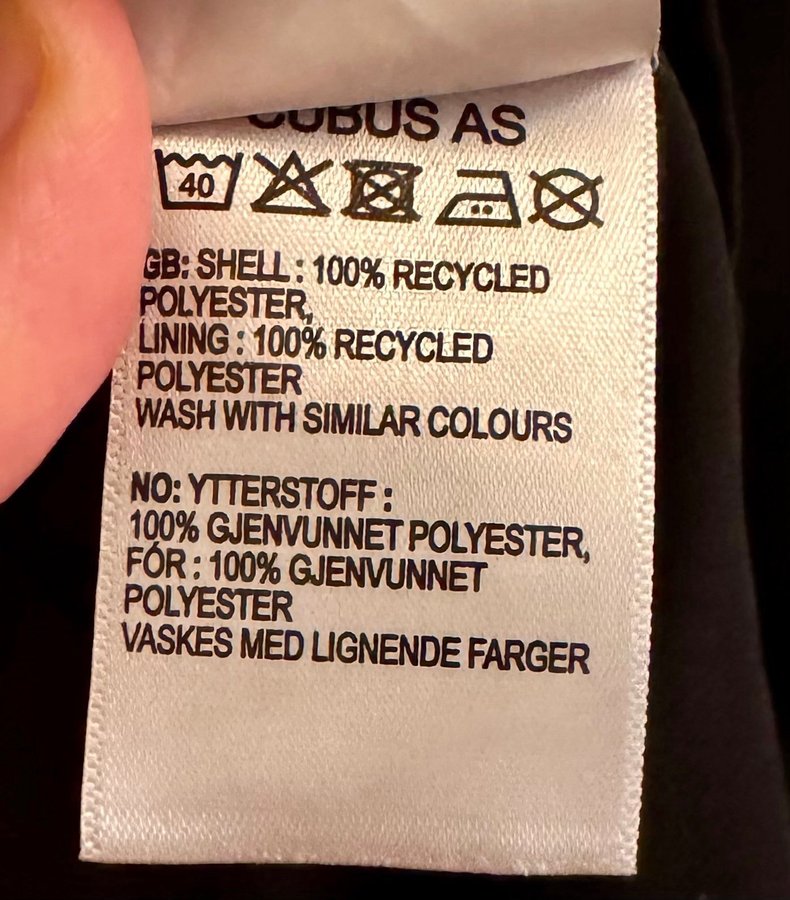 CUBUS AS
40
GB: SHELL : 100% RECYCLED
POLYESTER,
LINING : 100% RECYCLED
POLYESTER
WASH WITH SIMILAR COLOURS
NO: YTTERSTOFF :
100% GJENVUNNET POLYESTER,
FÓR : 100% GJENVUNNET
POLYESTER
VASKES MED LIGNENDE FARGER